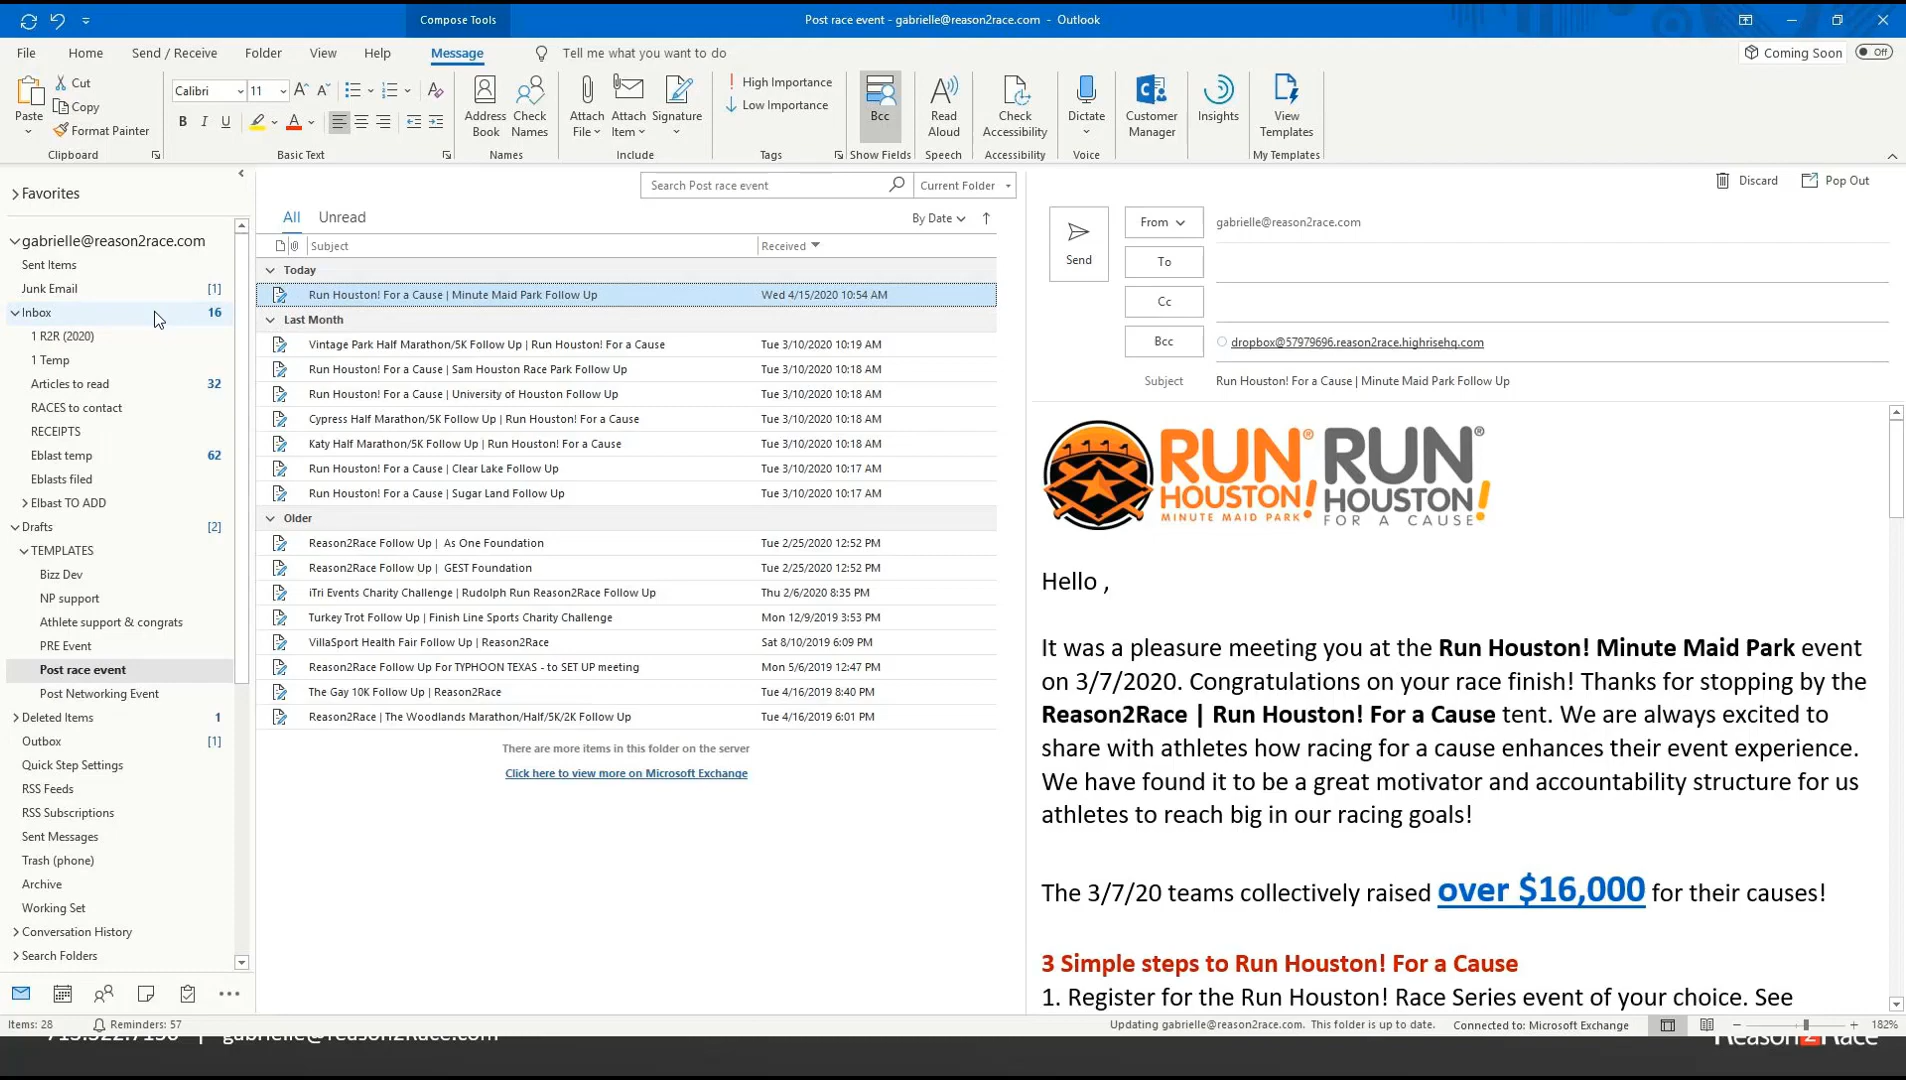 Compose Tools
Post race event - gabrielle@reason2race.com - Outlook
File Home Send / Receive Folder View Help Message Tell me what you want to do Coming Soon Off
Paste
Cut
Copy
Format Painter
Clipboard
Calibri 11
B I U
Basic Text
Address Book
Check Names
Names
Attach File
Attach Item
Signature
Include
High Importance
Low Importance
Tags
Bcc
Show Fields
Read Aloud
Speech
Check Accessibility
Accessibility
Dictate
Voice
Customer Manager
Insights
View Templates
My Templates
Favorites
gabrielle@reason2race.com
Sent Items
Junk Email [1]
Inbox 16
1 R2R (2020)
1 Temp
Articles to read 32
RACES to contact
RECEIPTS
Eblast temp 62
Eblasts filed
Elbast TO ADD
Drafts [2]
TEMPLATES
Bizz Dev
NP support
Athlete support & congrats
PRE Event
Post race event
Post Networking Event
Deleted Items 1
Outbox [1]
Quick Step Settings
RSS Feeds
RSS Subscriptions
Sent Messages
Trash (phone)
Archive
Working Set
Conversation History
Search Folders
Search Post race event Current Folder
All Unread By Date
Subject Received
Today
Run Houston! For a Cause | Minute Maid Park Follow Up Wed 4/15/2020 10:54 AM
Last Month
Vintage Park Half Marathon/5K Follow Up | Run Houston! For a Cause Tue 3/10/2020 10:19 AM
Run Houston! For a Cause | Sam Houston Race Park Follow Up Tue 3/10/2020 10:18 AM
Run Houston! For a Cause | University of Houston Follow Up Tue 3/10/2020 10:18 AM
Cypress Half Marathon/5K Follow Up | Run Houston! For a Cause Tue 3/10/2020 10:18 AM
Katy Half Marathon/5K Follow Up | Run Houston! For a Cause Tue 3/10/2020 10:18 AM
Run Houston! For a Cause | Clear Lake Follow Up Tue 3/10/2020 10:17 AM
Run Houston! For a Cause | Sugar Land Follow Up Tue 3/10/2020 10:17 AM
Older
Reason2Race Follow Up | As One Foundation Tue 2/25/2020 12:52 PM
Reason2Race Follow Up | GEST Foundation Tue 2/25/2020 12:52 PM
iTri Events Charity Challenge | Rudolph Run Reason2Race Follow Up Thu 2/6/2020 8:35 PM
Turkey Trot Follow Up | Finish Line Sports Charity Challenge Mon 12/9/2019 3:53 PM
VillaSport Health Fair Follow Up | Reason2Race Sat 8/10/2019 6:09 PM
Reason2Race Follow Up For TYPHOON TEXAS - to SET UP meeting Mon 5/6/2019 12:47 PM
The Gay 10K Follow Up | Reason2Race Tue 4/16/2019 8:40 PM
Reason2Race | The Woodlands Marathon/Half/5K/2K Follow Up Tue 4/16/2019 6:01 PM
There are more items in this folder on the server
Click here to view more on Microsoft Exchange
Discard Pop Out
Send
From gabrielle@reason2race.com
To
Cc
Bcc dropbox@57979696.reason2race.highrisehq.com
Subject Run Houston! For a Cause | Minute Maid Park Follow Up
RUN® HOUSTON! MINUTE MAID PARK
RUN® HOUSTON! FOR A CAUSE
Hello ,
It was a pleasure meeting you at the Run Houston! Minute Maid Park event
on 3/7/2020. Congratulations on your race finish! Thanks for stopping by the
Reason2Race | Run Houston! For a Cause tent. We are always excited to
share with athletes how racing for a cause enhances their event experience.
We have found it to be a great motivator and accountability structure for us
athletes to reach big in our racing goals!
The 3/7/20 teams collectively raised over $16,000 for their causes!
3 Simple steps to Run Houston! For a Cause
1. Register for the Run Houston! Race Series event of your choice. See
Items: 28 Reminders: 57 Updating gabrielle@reason2race.com. This folder is up to date. Connected to: Microsoft Exchange 182%
| gabrielle@reason2Race.com Reason2Race